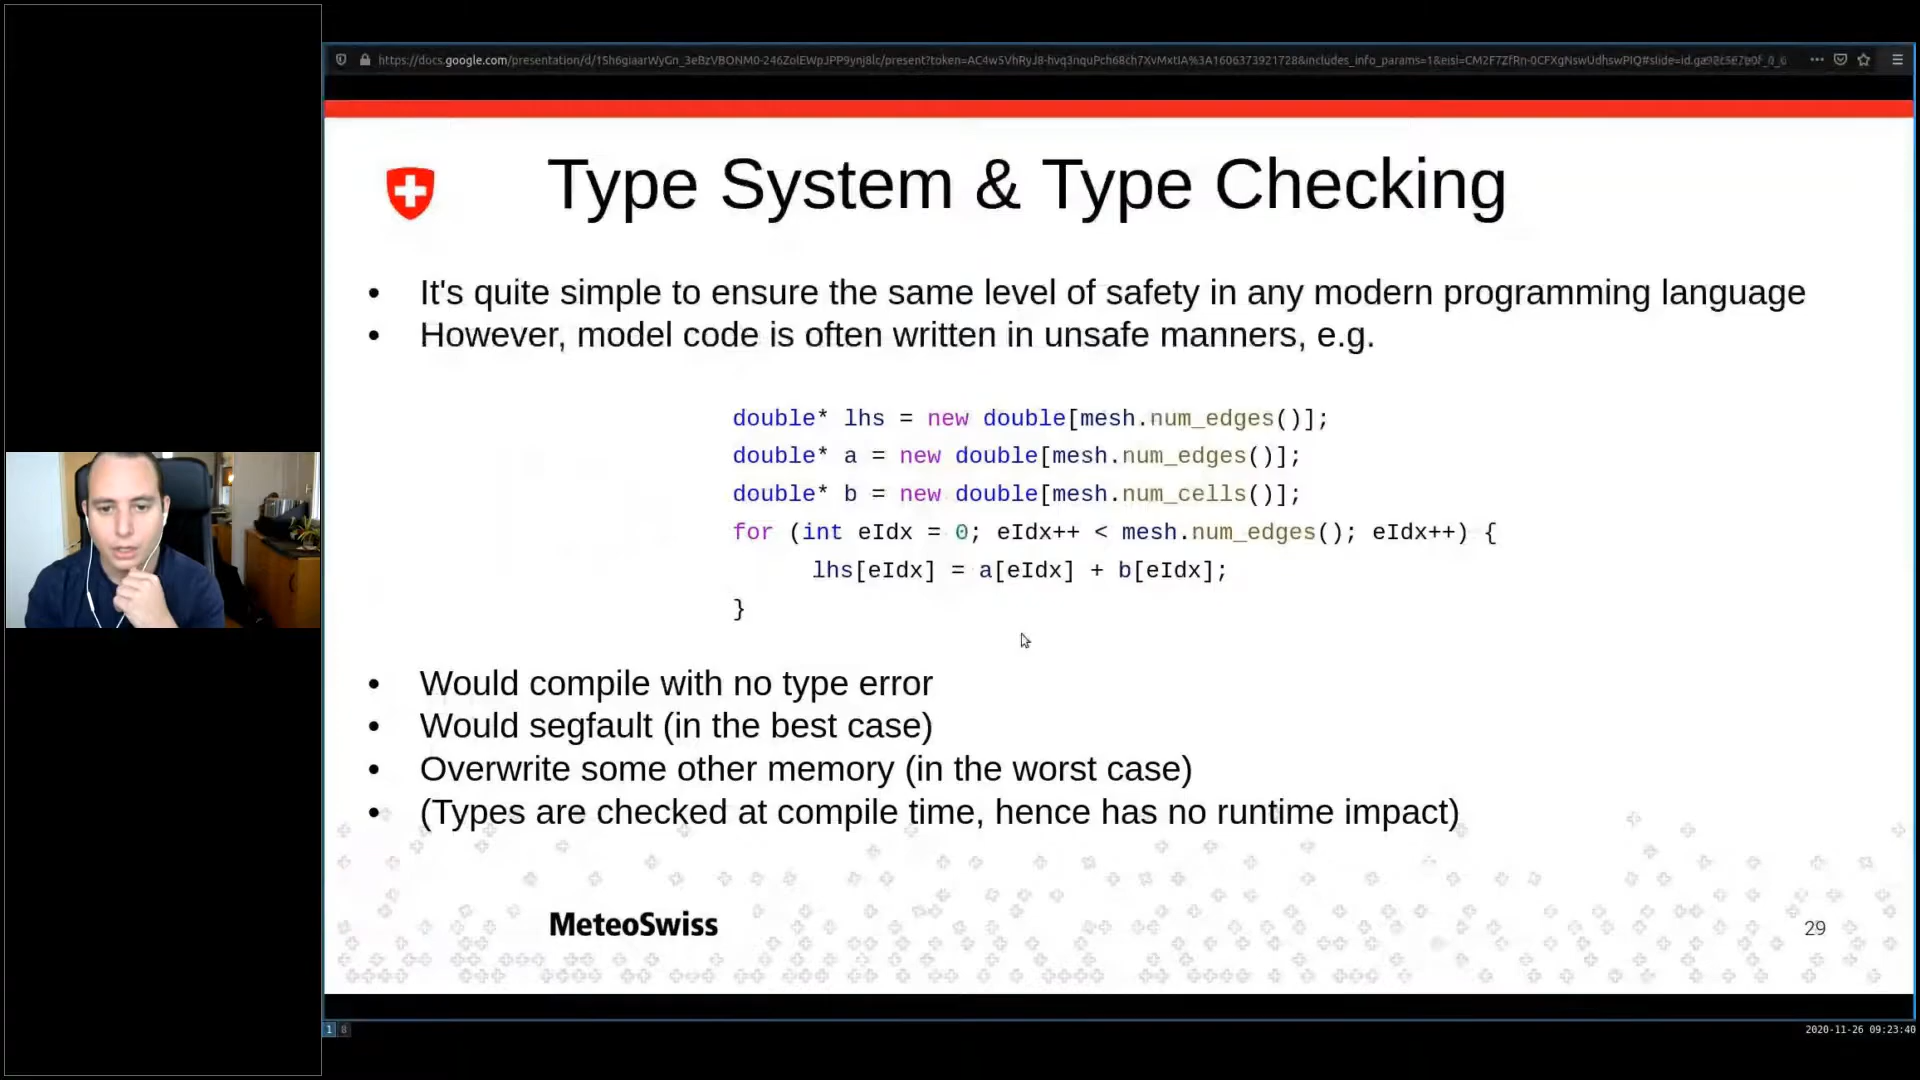 Type System & Type Checking
• It's quite simple to ensure the same level of safety in any modern programming language
• However, model code is often written in unsafe manners, e.g.
double* lhs = new double[mesh.num_edges()];
double* a = new double[mesh.num_edges()];
double* b = new double[mesh.num_cells()];
for (int eIdx = 0; eIdx++ < mesh.num_edges(); eIdx++) {
lhs[eIdx] = a[eIdx] + b[eIdx];
}
• Would compile with no type error
• Would segfault (in the best case)
• Overwrite some other memory (in the worst case)
• (Types are checked at compile time, hence has no runtime impact)
MeteoSwiss
29
1 8
2020-11-26 09:23:40